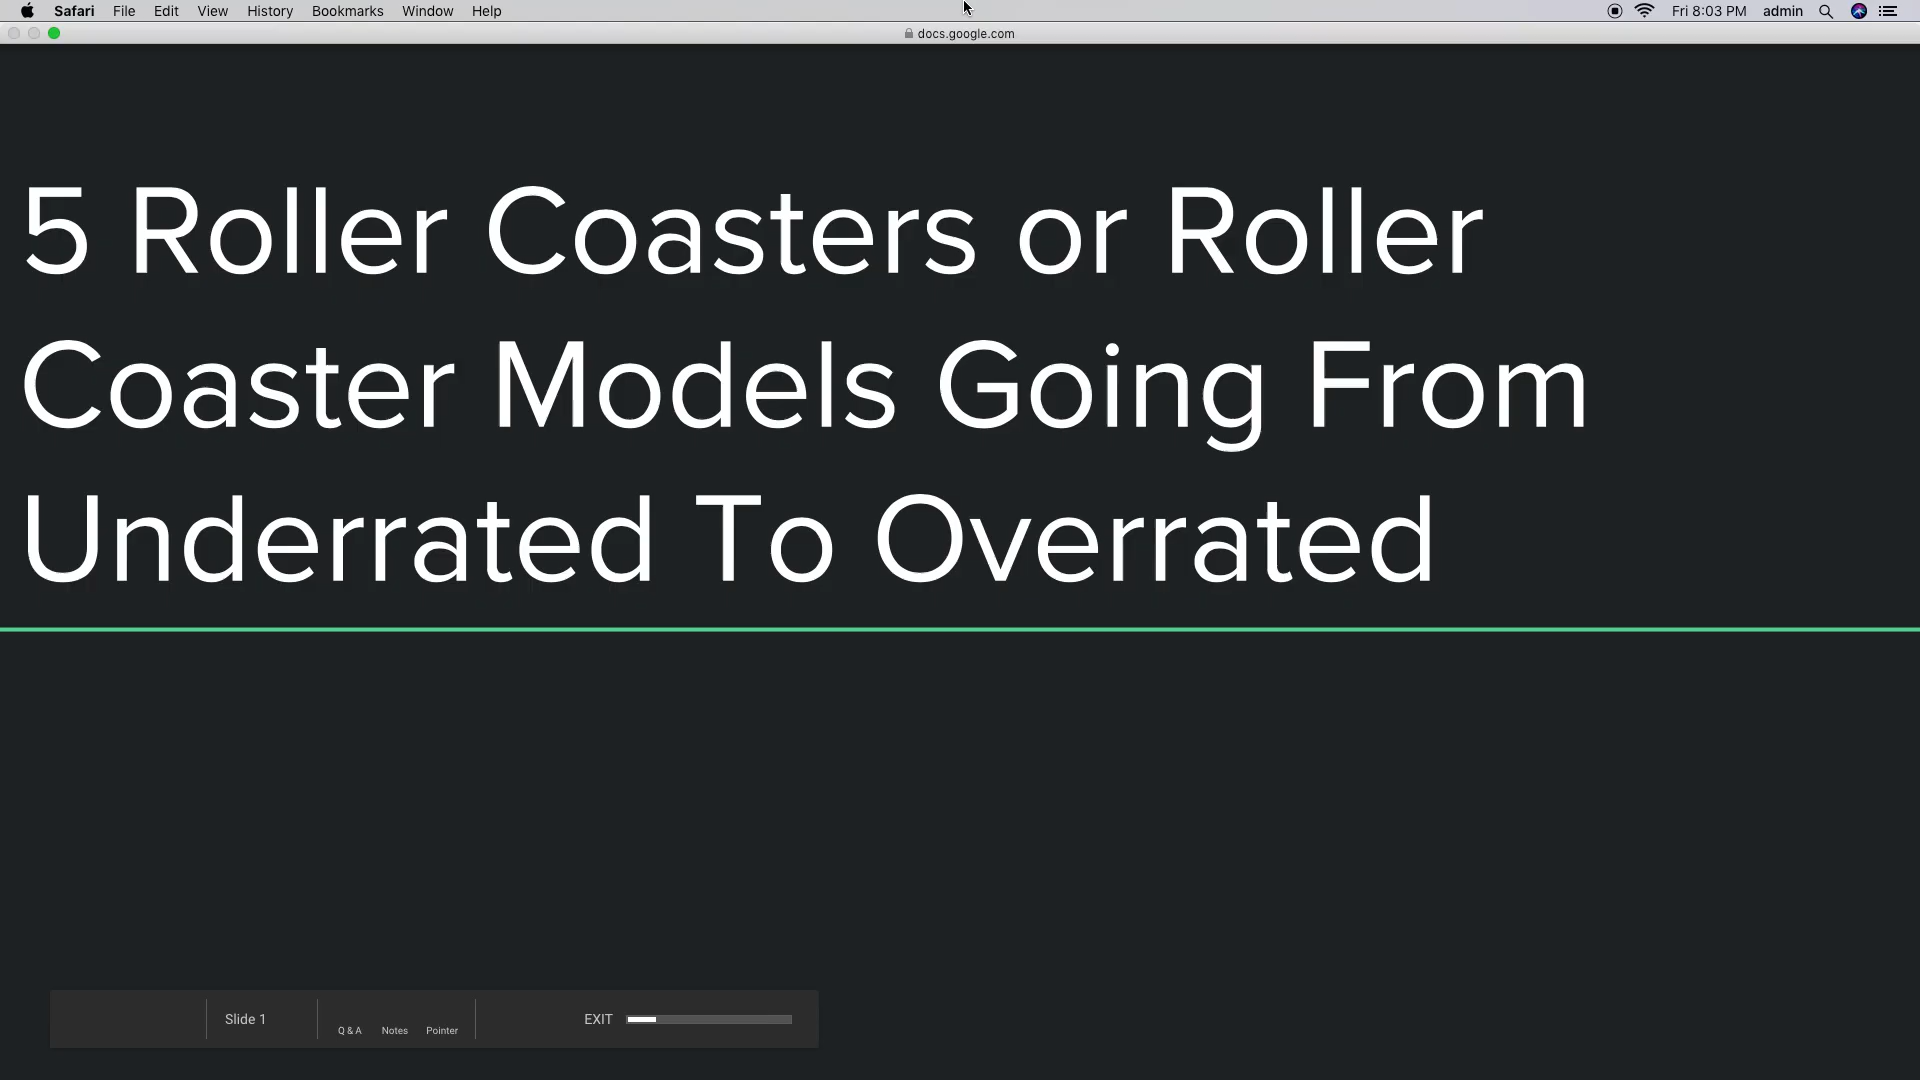 Safari File Edit View History Bookmarks Window Help Fri 8:03 PM admin
docs.google.com
5 Roller Coasters or Roller
Coaster Models Going From
Underrated To Overrated
Slide 1 Q & A Notes Pointer EXIT